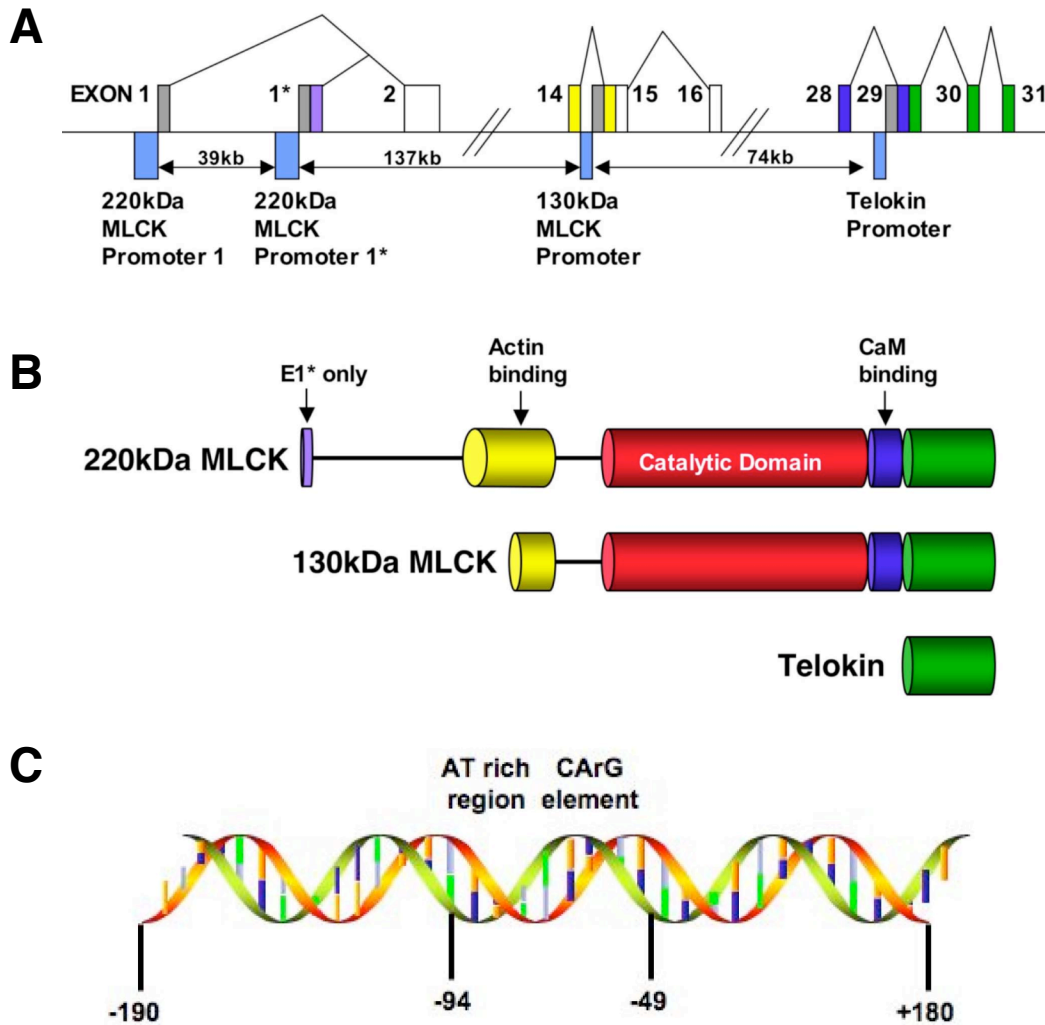 A
EXON 1
1*
2
14
15
16
28
29
30
31
39kb
137kb
74kb
220kDa
MLCK
Promoter 1
220kDa
MLCK
Promoter 1*
130kDa
MLCK
Promoter
Telokin
Promoter
B
E1* only
Actin
binding
CaM
binding
220kDa MLCK
Catalytic Domain
130kDa MLCK
Telokin
C
AT rich
region
CArG
element
-190
-94
-49
+180